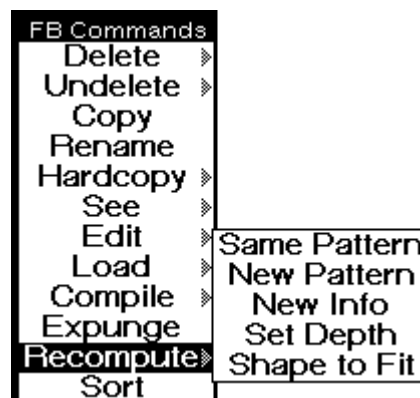 FB Commands
Delete
Undelete
Copy
Rename
Hardcopy
See
Edit
Load
Compile
Expunge
Recompute
Sort
Same Pattern
New Pattern
New Info
Set Depth
Shape to Fit